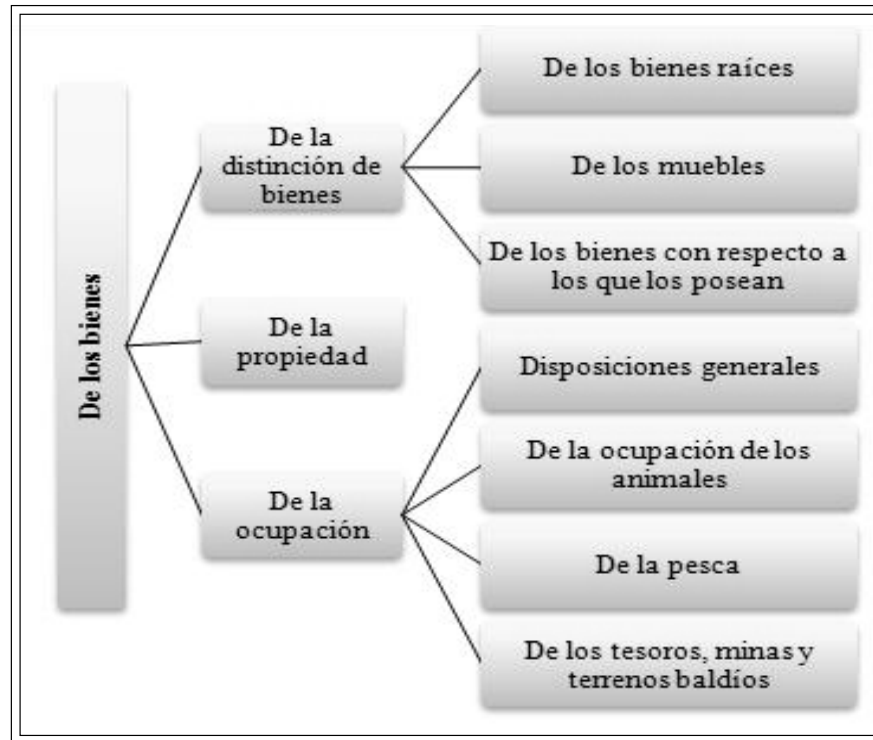 De los bienes
De la
distinción de
bienes
De los bienes raíces
De los muebles
De los bienes con respecto a
los que los posean
De la
propiedad
De la
ocupación
Disposiciones generales
De la ocupación de los
animales
De la pesca
De los tesoros, minas y
terrenos baldíos